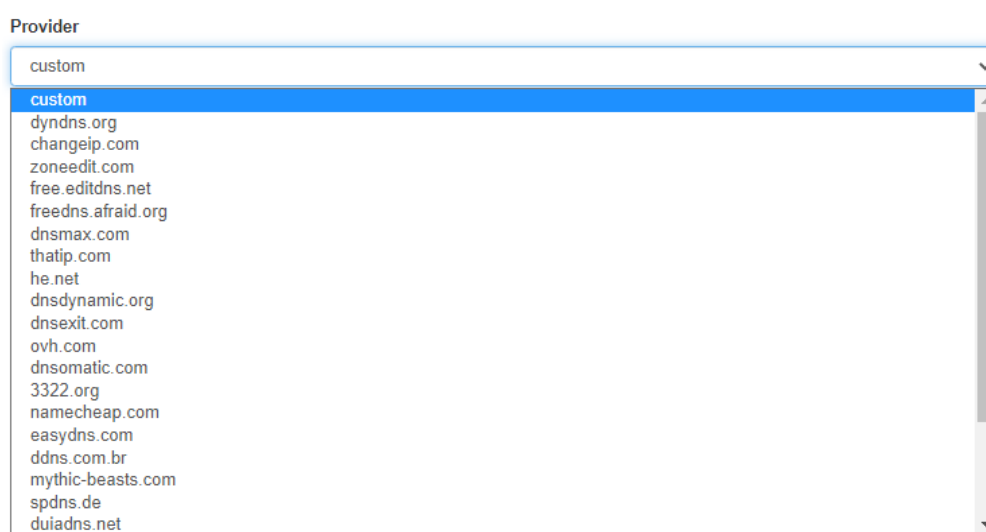 Provider
custom
custom
dyndns.org
changeip.com
zoneedit.com
free.editdns.net
freedns.afraid.org
dnsmax.com
thatip.com
he.net
dnsdynamic.org
dnsexit.com
ovh.com
dnsomatic.com
3322.org
namecheap.com
easydns.com
ddns.com.br
mythic-beasts.com
spdns.de
duiadns.net